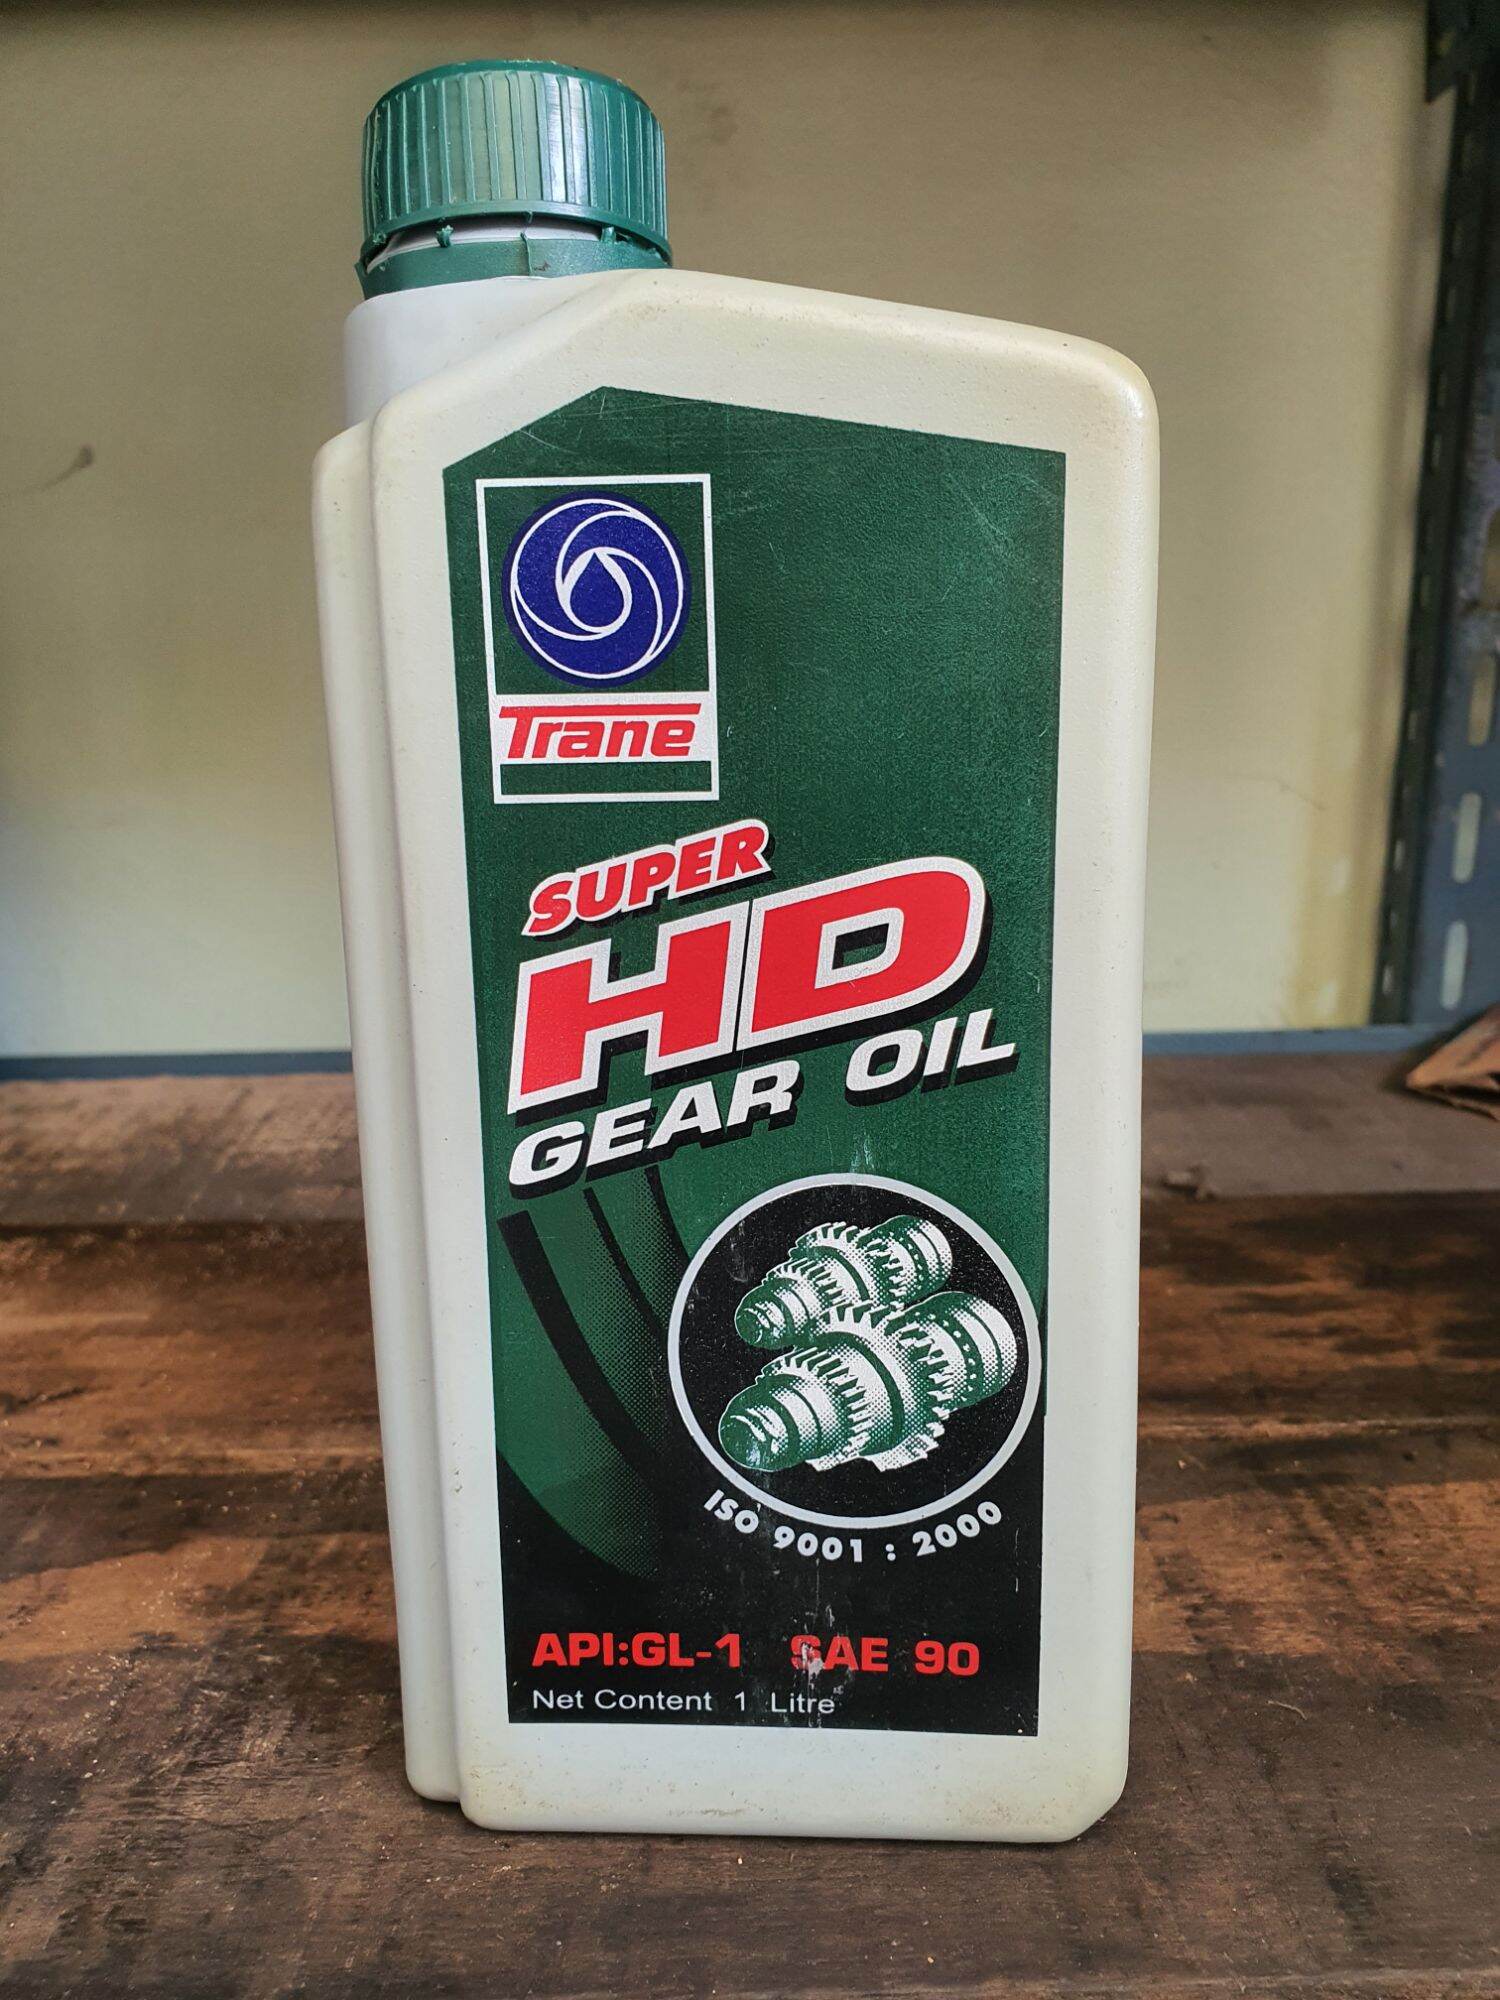 Trane
SUPER
HD
GEAR OIL
ISO 9001 : 2000
API:GL-1 SAE 90
Net Content 1 Litre